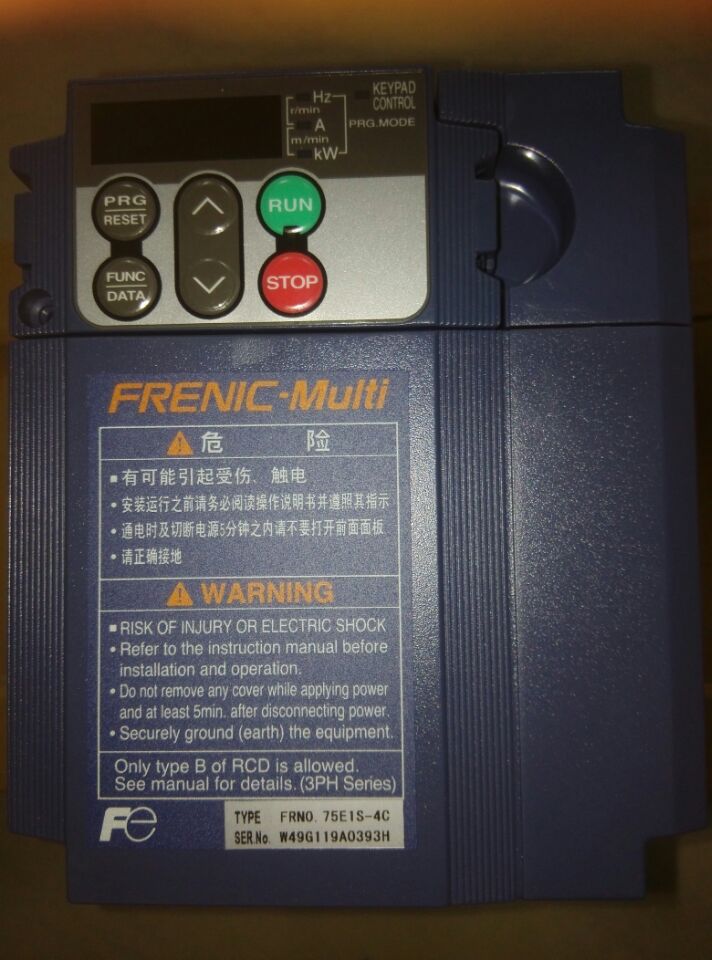 Hz
r/min
A
m/min
kW
KEYPAD
CONTROL
PRG.MODE
PRG
RESET
RUN
FUNC
DATA
STOP
FRENIC-Multi
危 险
■有可能引起受伤、触电
•安装运行之前请务必阅读操作说明书并遵照其指示
•通电时及切断电源5分钟之内请不要打开前面面板
•请正确接地
WARNING
■RISK OF INJURY OR ELECTRIC SHOCK
•Refer to the instruction manual before
installation and operation.
•Do not remove any cover while applying power
and at least 5min. after disconnecting power.
•Securely ground (earth) the equipment.
Only type B of RCD is allowed.
See manual for details. (3PH Series)
Fe
TYPE FRN0.75E1S-4C
SER.No. W49G119A0393H